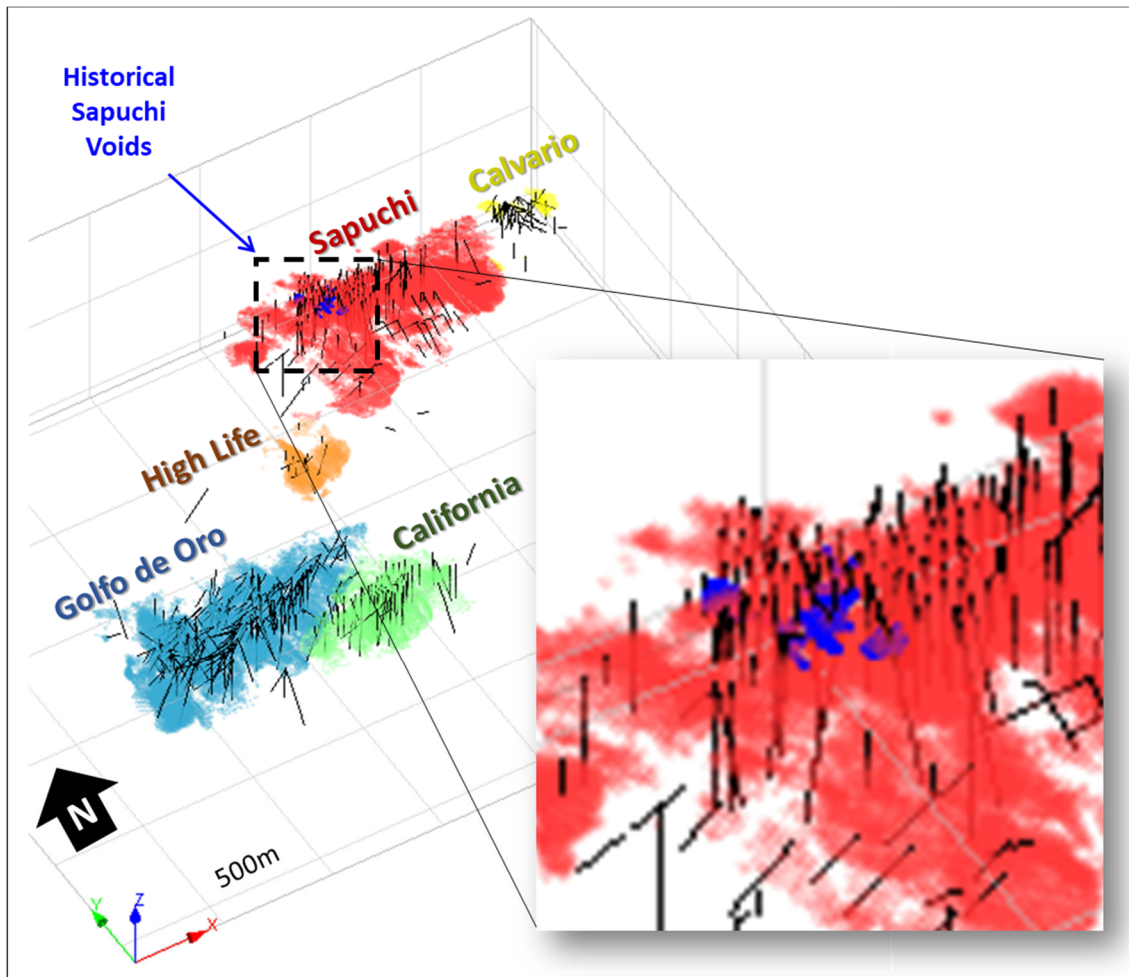 Historical
Sapuchi
Voids
Calvario
Sapuchi
High Life
California
Golfo de Oro
N
500m
Y
Z
X